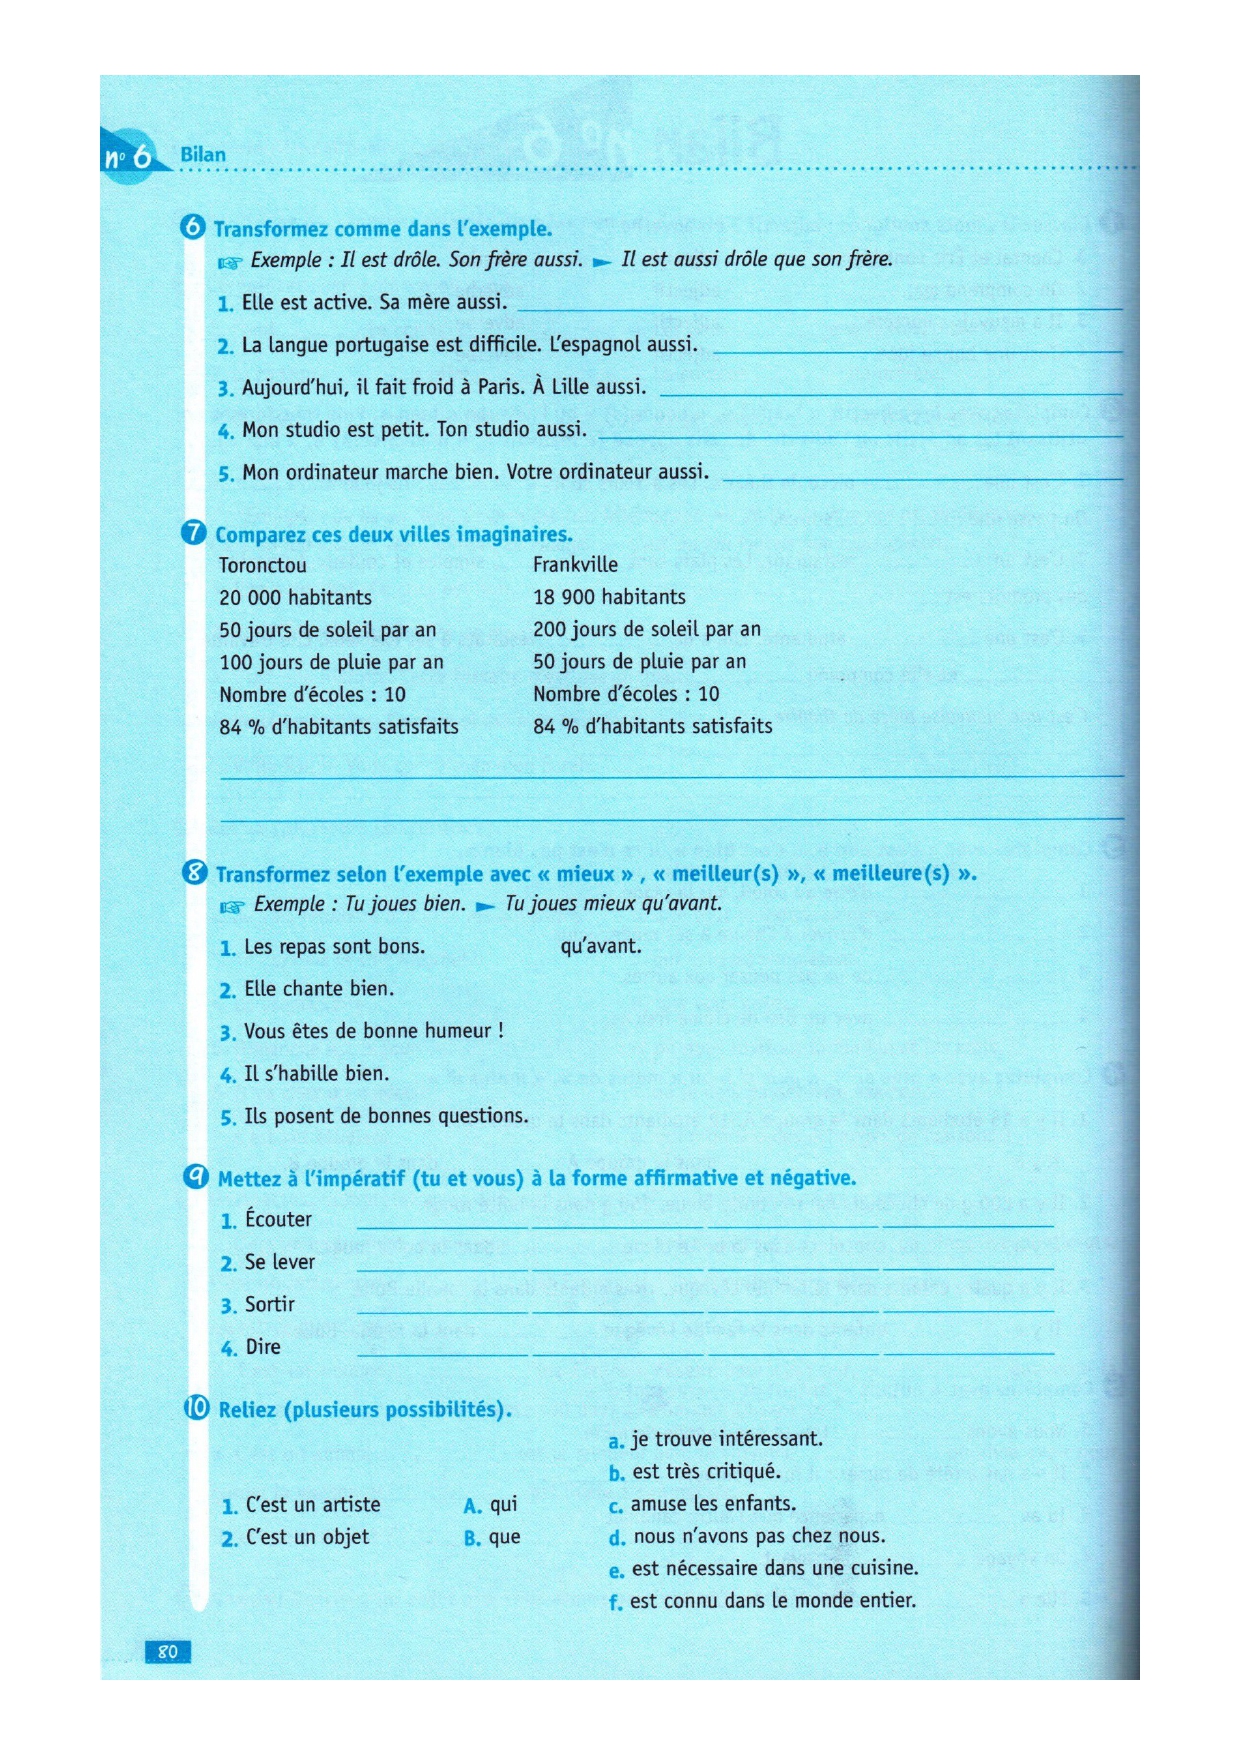 nº 6 Bilan
6 Transformez comme dans l'exemple.
☞ Exemple : Il est drôle. Son frère aussi. ► Il est aussi drôle que son frère.
1. Elle est active. Sa mère aussi.
2. La langue portugaise est difficile. L'espagnol aussi.
3. Aujourd'hui, il fait froid à Paris. À Lille aussi.
4. Mon studio est petit. Ton studio aussi.
5. Mon ordinateur marche bien. Votre ordinateur aussi.
7 Comparez ces deux villes imaginaires.
Toronctou Frankville
20 000 habitants 18 900 habitants
50 jours de soleil par an 200 jours de soleil par an
100 jours de pluie par an 50 jours de pluie par an
Nombre d'écoles : 10 Nombre d'écoles : 10
84 % d'habitants satisfaits 84 % d'habitants satisfaits
8 Transformez selon l'exemple avec « mieux » , « meilleur(s) », « meilleure(s) ».
☞ Exemple : Tu joues bien. ► Tu joues mieux qu'avant.
1. Les repas sont bons. qu'avant.
2. Elle chante bien.
3. Vous êtes de bonne humeur !
4. Il s'habille bien.
5. Ils posent de bonnes questions.
9 Mettez à l'impératif (tu et vous) à la forme affirmative et négative.
1. Écouter
2. Se lever
3. Sortir
4. Dire
10 Reliez (plusieurs possibilités).
a. je trouve intéressant.
b. est très critiqué.
1. C'est un artiste A. qui c. amuse les enfants.
2. C'est un objet B. que d. nous n'avons pas chez nous.
e. est nécessaire dans une cuisine.
f. est connu dans le monde entier.
80